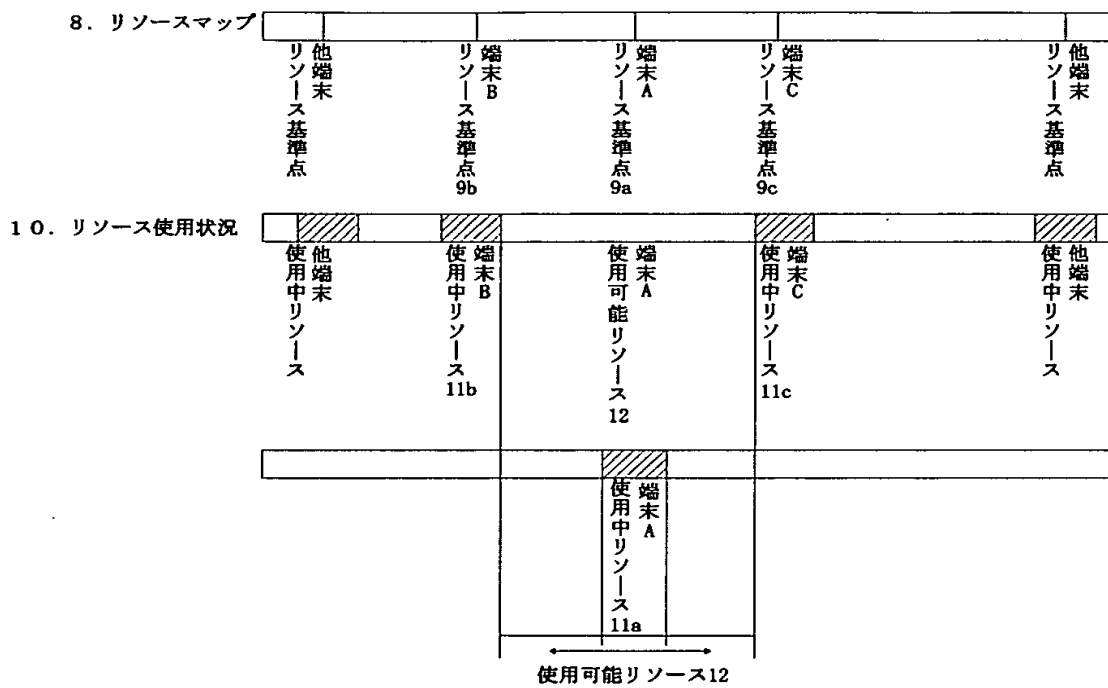 8．リソースマップ
他端末
リソース基準点
端末B
リソース基準点
9b
端末A
リソース基準点
9a
端末C
リソース基準点
9c
他端末
リソース基準点
10．リソース使用状況
他端末
使用中リソース
端末B
使用中リソース
11b
端末A
使用可能リソース
12
端末C
使用中リソース
11c
他端末
使用中リソース
端末A
使用中リソース
11a
使用可能リソース12